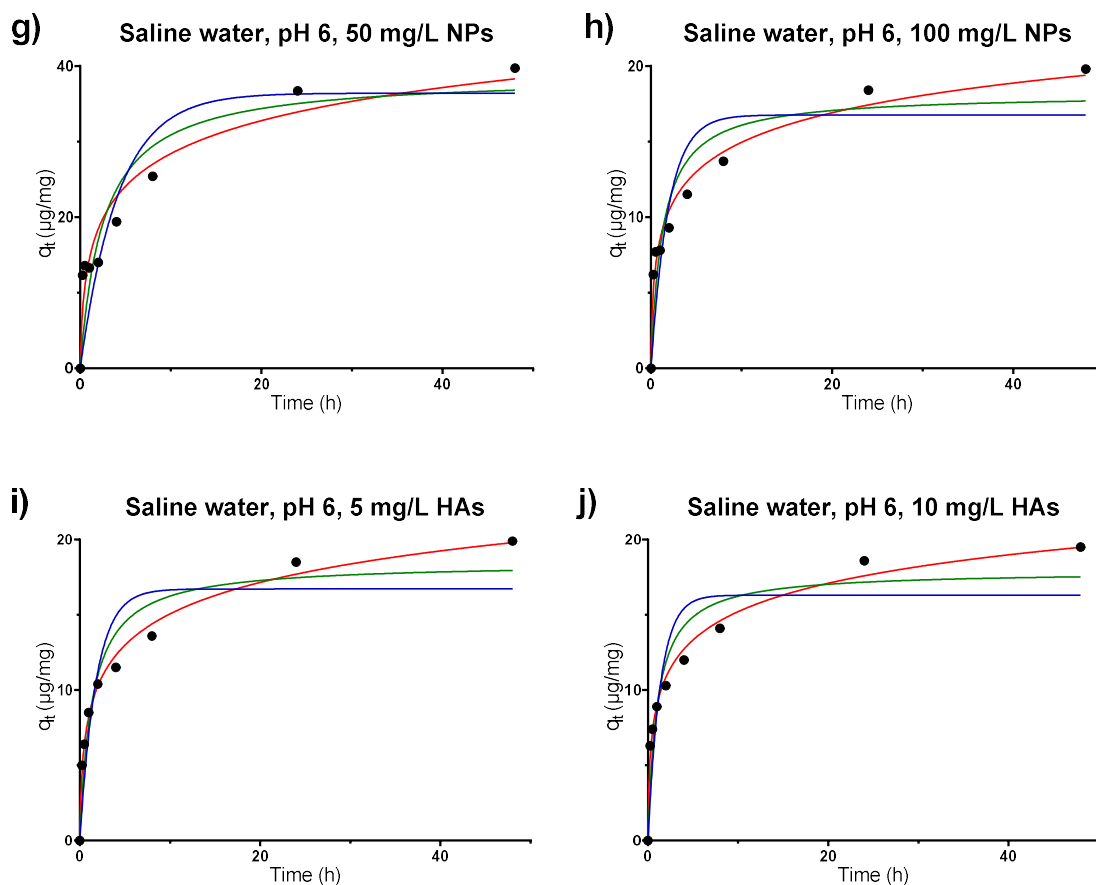 g) Saline water, pH 6, 50 mg/L NPs
40
20
0
qt (µg/mg)
0 20 40
Time (h)
h) Saline water, pH 6, 100 mg/L NPs
20
10
0
qt (µg/mg)
0 20 40
Time (h)
i) Saline water, pH 6, 5 mg/L HAs
20
10
0
qt (µg/mg)
0 20 40
Time (h)
j) Saline water, pH 6, 10 mg/L HAs
20
10
0
qt (µg/mg)
0 20 40
Time (h)